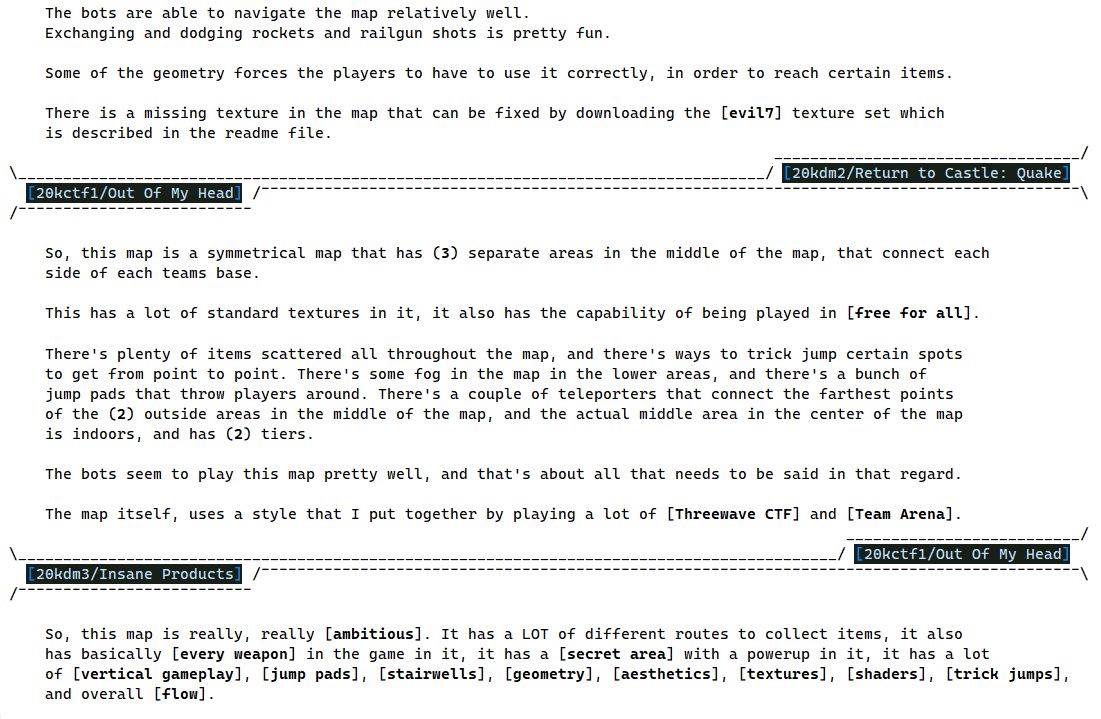 The bots are able to navigate the map relatively well.
Exchanging and dodging rockets and railgun shots is pretty fun.
Some of the geometry forces the players to have to use it correctly, in order to reach certain items.
There is a missing texture in the map that can be fixed by downloading the [evil7] texture set which
is described in the readme file.
[20kdm2/Return to Castle: Quake]
[20kctf1/Out Of My Head]
So, this map is a symmetrical map that has (3) separate areas in the middle of the map, that connect each
side of each teams base.
This has a lot of standard textures in it, it also has the capability of being played in [free for all].
There's plenty of items scattered all throughout the map, and there's ways to trick jump certain spots
to get from point to point. There's some fog in the map in the lower areas, and there's a bunch of
jump pads that throw players around. There's a couple of teleporters that connect the farthest points
of the (2) outside areas in the middle of the map, and the actual middle area in the center of the map
is indoors, and has (2) tiers.
The bots seem to play this map pretty well, and that's about all that needs to be said in that regard.
The map itself, uses a style that I put together by playing a lot of [Threewave CTF] and [Team Arena].
[20kctf1/Out Of My Head]
[20kdm3/Insane Products]
So, this map is really, really [ambitious]. It has a LOT of different routes to collect items, it also
has basically [every weapon] in the game in it, it has a [secret area] with a powerup in it, it has a lot
of [vertical gameplay], [jump pads], [stairwells], [geometry], [aesthetics], [textures], [shaders], [trick jumps],
and overall [flow].